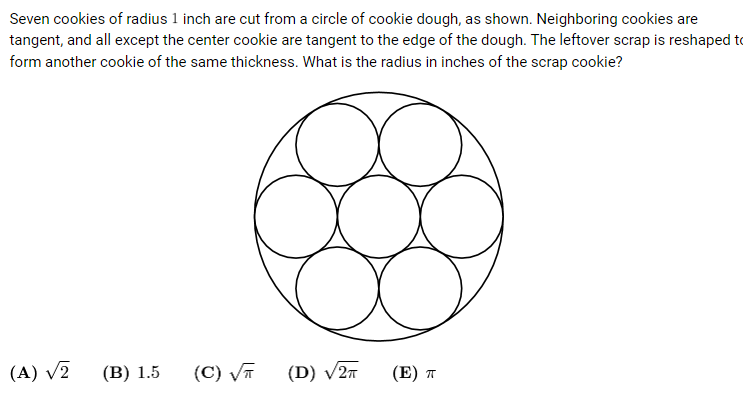 Seven cookies of radius 1 inch are cut from a circle of cookie dough, as shown. Neighboring cookies are
tangent, and all except the center cookie are tangent to the edge of the dough. The leftover scrap is reshaped t
form another cookie of the same thickness. What is the radius in inches of the scrap cookie?
(A) √2 (B) 1.5 (C) √π (D) √2π (E) π